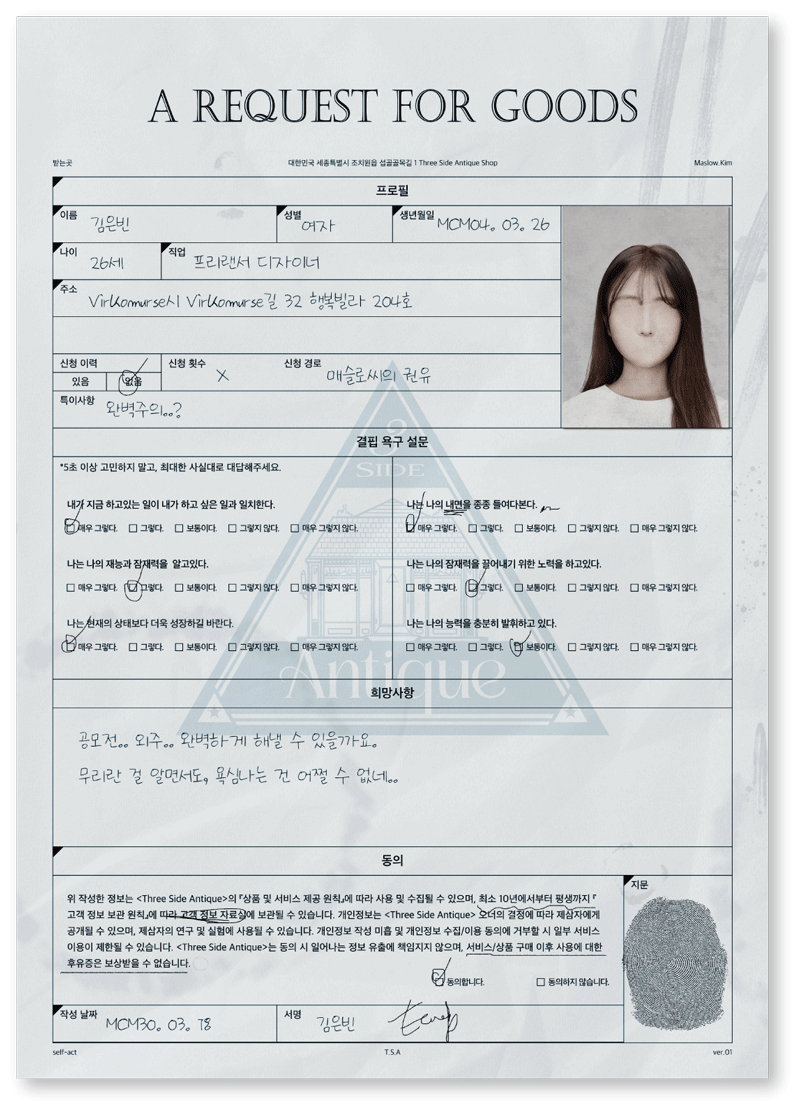 A REQUEST FOR GOODS
받는곳 대한민국 세종특별시 조치원읍 섭골골목길 1 Three Side Antique Shop Maslow.Kim
프로필
이름 김은빈 성별 여자 생년월일 MCM04. 03. 26
나이 26세 직업 프리랜서 디자이너
주소 Virkomurse시 Virkomurse길 32 행복빌라 204호
신청 이력 신청 횟수 X 신청 경로 매슬로씨의 권유
있음 없음
특이사항 완벽주의..?
3
SIDE
Antique
결핍 욕구 설문
*5초 이상 고민하지 말고, 최대한 사실대로 대답해주세요.
내가 지금 하고있는 일이 내가 하고 싶은 일과 일치한다.
매우 그렇다. 그렇다. 보통이다. 그렇지 않다. 매우 그렇지 않다.
나는 나의 재능과 잠재력을 알고있다.
매우 그렇다. 그렇다. 보통이다. 그렇지 않다. 매우 그렇지 않다.
나는 현재의 상태보다 더욱 성장하길 바란다.
매우 그렇다. 그렇다. 보통이다. 그렇지 않다. 매우 그렇지 않다.
나는 나의 내면을 종종 들여다본다.
매우 그렇다. 그렇다. 보통이다. 그렇지 않다. 매우 그렇지 않다.
나는 나의 잠재력을 끌어내기 위한 노력을 하고있다.
매우 그렇다. 그렇다. 보통이다. 그렇지 않다. 매우 그렇지 않다.
나는 나의 능력을 충분히 발휘하고 있다.
매우 그렇다. 그렇다. 보통이다. 그렇지 않다. 매우 그렇지 않다.
희망사항
공모전.. 외주.. 완벽하게 해낼 수 있을까요.
무리란 걸 알면서도, 욕심나는 건 어쩔 수 없네..
동의
위 작성한 정보는 <Three Side Antique>의 『상품 및 서비스 제공 원칙』에 따라 사용 및 수집될 수 있으며, 최소 10년에서부터 평생까지 『
고객 정보 보관 원칙』에 따라 고객 정보 자료실에 보관될 수 있습니다. 개인정보는 <Three Side Antique> 오너의 결정에 따라 제삼자에게
공개될 수 있으며, 제삼자의 연구 및 실험에 사용될 수 있습니다. 개인정보 작성 미흡 및 개인정보 수집/이용 동의에 거부할 시 일부 서비스
이용이 제한될 수 있습니다. <Three Side Antique>는 동의 시 일어나는 정보 유출에 책임지지 않으며, 서비스/상품 구매 이후 사용에 대한
후유증은 보상받을 수 없습니다.
동의합니다. 동의하지 않습니다.
지문
작성 날짜 MCM30. 03. 18 서명 김은빈
self-act T.S.A ver.01